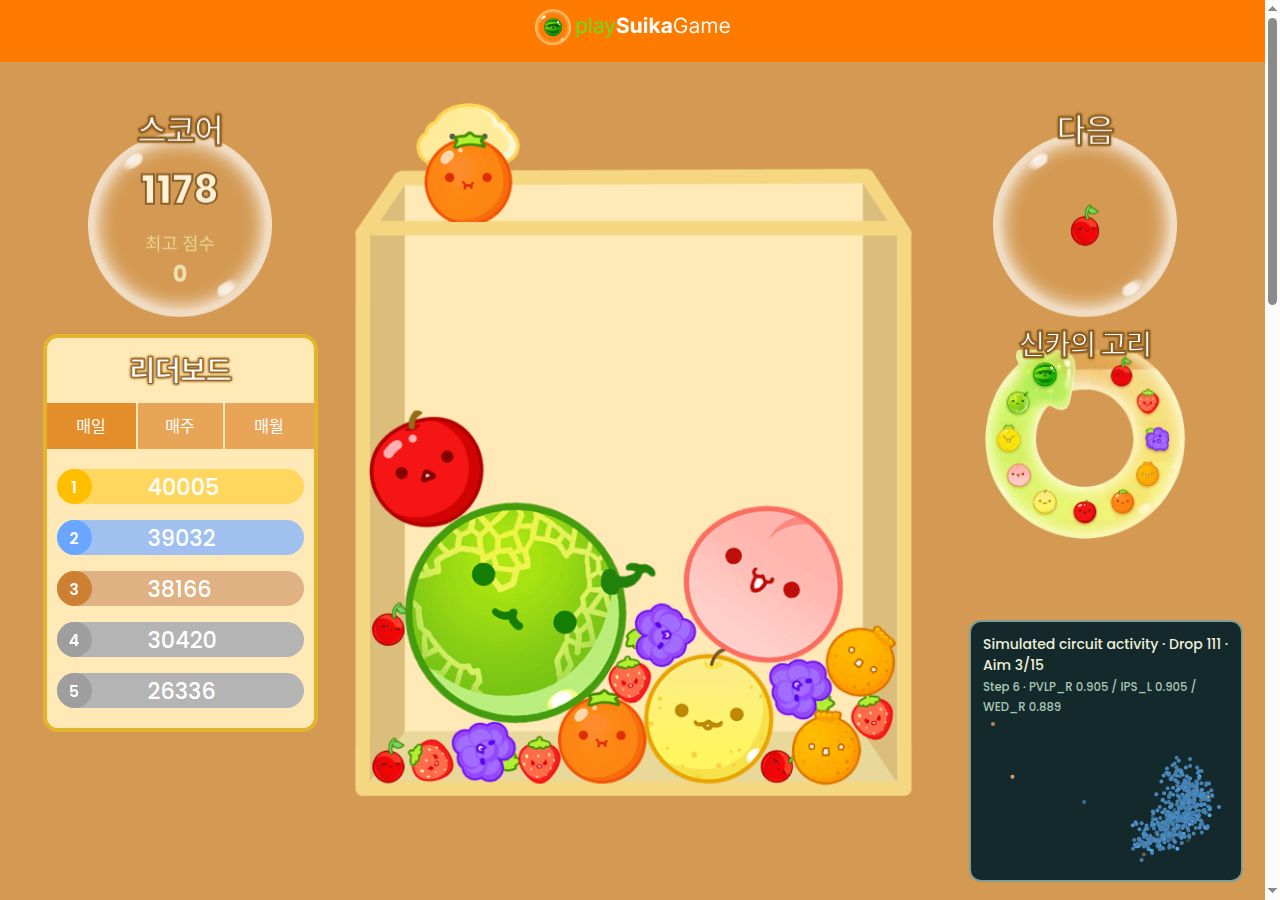 playSuikaGame
스코어
1178
최고 점수
0
다음
신카의 고리
리더보드
매일 매주 매월
1 40005
2 39032
3 38166
4 30420
5 26336
Simulated circuit activity · Drop 111 ·
Aim 3/15
Step 6 · PVLP_R 0.905 / IPS_L 0.905 /
WED_R 0.889